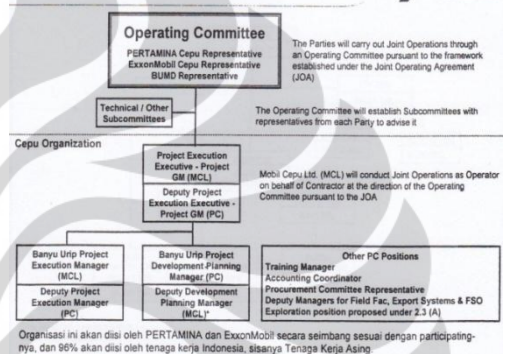 Operating Committee
PERTAMINA Cepu Representative
ExxonMobil Cepu Representative
BUMD Representative
The Parties will carry out Joint Operations through
an Operating Committee pursuant to the framework
established under the Joint Operating Agreement
(JOA)
Technical / Other
Subcommittees
The Operating Committee will establish Subcommittees with
representatives from each Party to advise it
Cepu Organization
Project Execution
Executive - Project
GM (MCL)
Deputy Project
Execution Executive -
Project GM (PC)
Mobil Cepu Ltd. (MCL) will conduct Joint Operations as Operator
on behalf of Contractor at the direction of the Operating
Committee pursuant to the JOA
Banyu Urip Project
Execution Manager
(MCL)
Deputy Project
Execution Manager
(PC)
Banyu Urip Project
Development-Planning
Manager (PC)
Deputy Development
Planning Manager
(MCL)*
Other PC Positions
Training Manager
Accounting Coordinator
Procurement Committee Representative
Deputy Managers for Field Fac, Export Systems & FSO
Exploration position proposed under 2.3 (A)
Organisasi ini akan diisi oleh PERTAMINA dan ExxonMobil secara seimbang sesuai dengan participating-
nya, dan 96% akan diisi oleh tenaga kerja Indonesia, sisanya Tenaga Kerja Asing